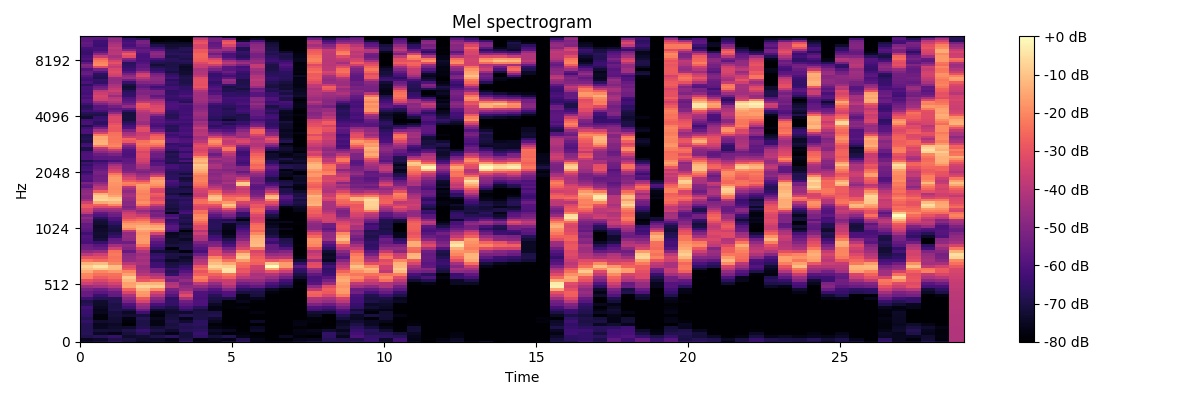 Mel spectrogram
Hz
8192
4096
2048
1024
512
0
0 5 10 15 20 25
Time
+0 dB
-10 dB
-20 dB
-30 dB
-40 dB
-50 dB
-60 dB
-70 dB
-80 dB